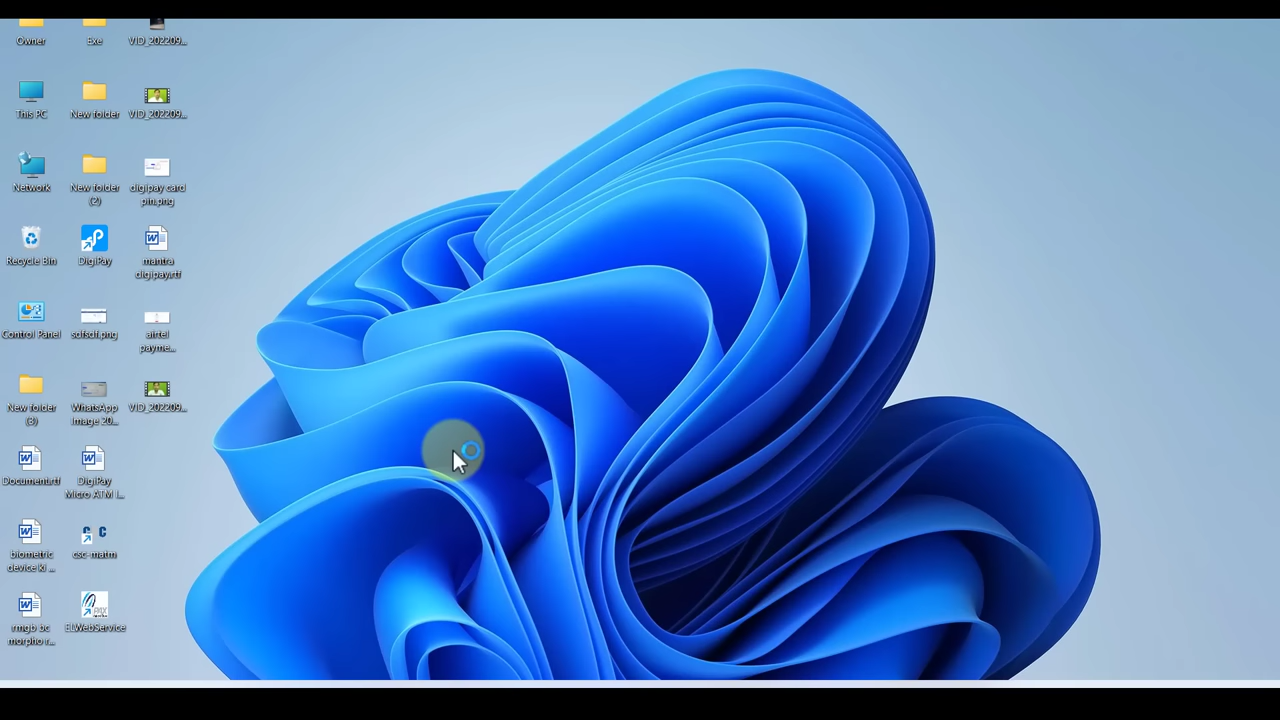 Owner
Exe
VID_202209...
This PC
New folder
VID_202209...
Network
New folder
(2)
digipay card
pin.png
Recycle Bin
DigiPay
mantra
digipay.rtf
Control Panel
sdfsdf.png
airtel
payme...
New folder
(3)
WhatsApp
Image 20...
VID_202209...
Document.rtf
DigiPay
Micro ATM I...
biometric
device ki ...
csc-matm
rmgb bc
morpho r...
ELWebService